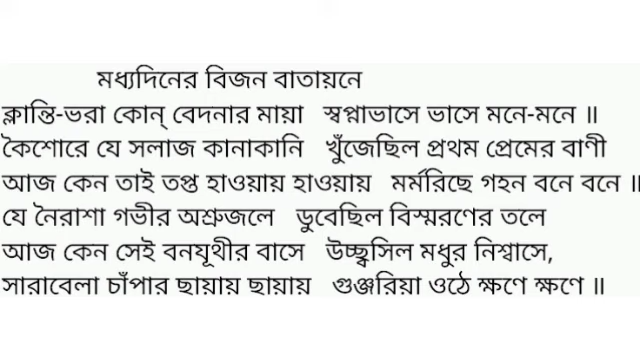 মধ্যদিনের বিজন বাতায়নে
ক্লান্তি-ভরা কোন্ বেদনার মায়া স্বপ্নাভাসে ভাসে মনে-মনে ॥
কৈশোরে যে সলাজ কানাকানি খুঁজেছিল প্রথম প্রেমের বাণী
আজ কেন তাই তপ্ত হাওয়ায় হাওয়ায় মর্মরিছে গহন বনে বনে ॥
যে নৈরাশা গভীর অশ্রুজলে ডুবেছিল বিস্মরণের তলে
আজ কেন সেই বনযূথীর বাসে উচ্ছ্বসিল মধুর নিশ্বাসে,
সারাবেলা চাঁপার ছায়ায় ছায়ায় গুঞ্জরিয়া ওঠে ক্ষণে ক্ষণে ॥